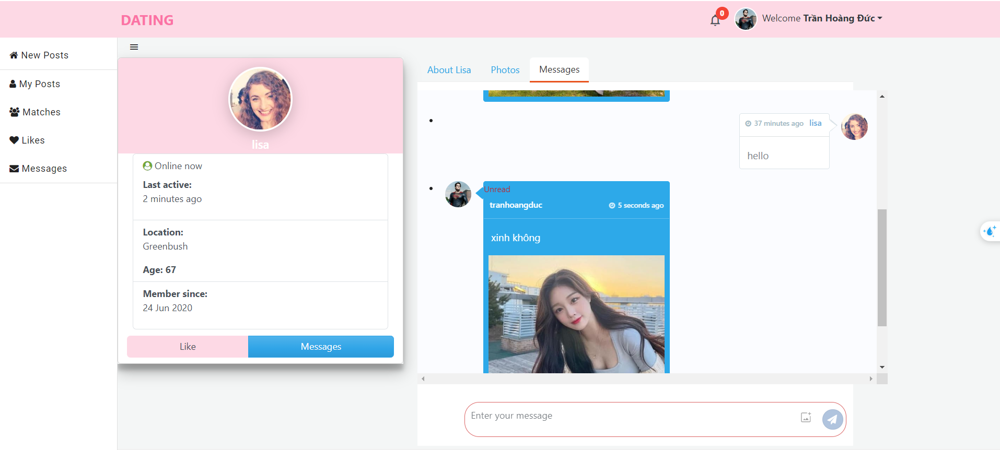 DATING
0
Welcome Trần Hoàng Đức
New Posts
My Posts
Matches
Likes
Messages
lisa
Online now
Last active:
2 minutes ago
Location:
Greenbush
Age: 67
Member since:
24 Jun 2020
Like
Messages
About Lisa
Photos
Messages
37 minutes ago lisa
hello
Unread
tranhoangduc
5 seconds ago
xinh không
Enter your message